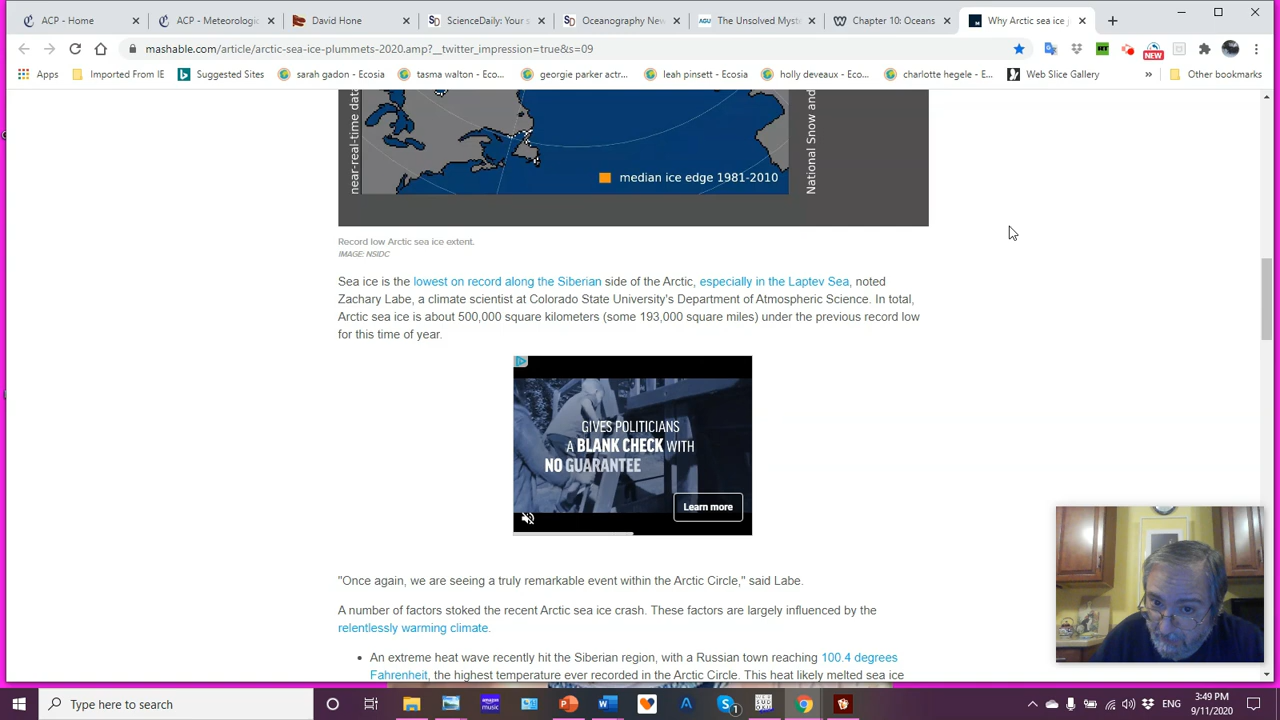 ACP - Home
ACP - Meteorologic
David Hone
ScienceDaily: Your s
Oceanography New
AGU
The Unsolved Myst
Chapter 10: Oceans
Why Arctic sea ice j
mashable.com/article/arctic-sea-ice-plummets-2020.amp?__twitter_impression=true&s=09
NEW
Apps
Imported From IE
Suggested Sites
sarah gadon - Ecosia
tasma walton - Eco...
georgie parker actr...
leah pinsett - Ecosia
holly deveaux - Eco...
charlotte hegele - E...
Web Slice Gallery
»
Other bookmarks
near-real-time data
National Snow and
median ice edge 1981-2010
Record low Arctic sea ice extent.
IMAGE: NSIDC
Sea ice is the lowest on record along the Siberian side of the Arctic, especially in the Laptev Sea, noted
Zachary Labe, a climate scientist at Colorado State University's Department of Atmospheric Science. In total,
Arctic sea ice is about 500,000 square kilometers (some 193,000 square miles) under the previous record low
for this time of year.
GIVES POLITICIANS
A BLANK CHECK WITH
NO GUARANTEE
Learn more
"Once again, we are seeing a truly remarkable event within the Arctic Circle," said Labe.
A number of factors stoked the recent Arctic sea ice crash. These factors are largely influenced by the
relentlessly warming climate.
• An extreme heat wave recently hit the Siberian region, with a Russian town reaching 100.4 degrees
Fahrenheit, the highest temperature ever recorded in the Arctic Circle. This heat likely melted sea ice
Type here to search
ENG
3:49 PM
9/11/2020